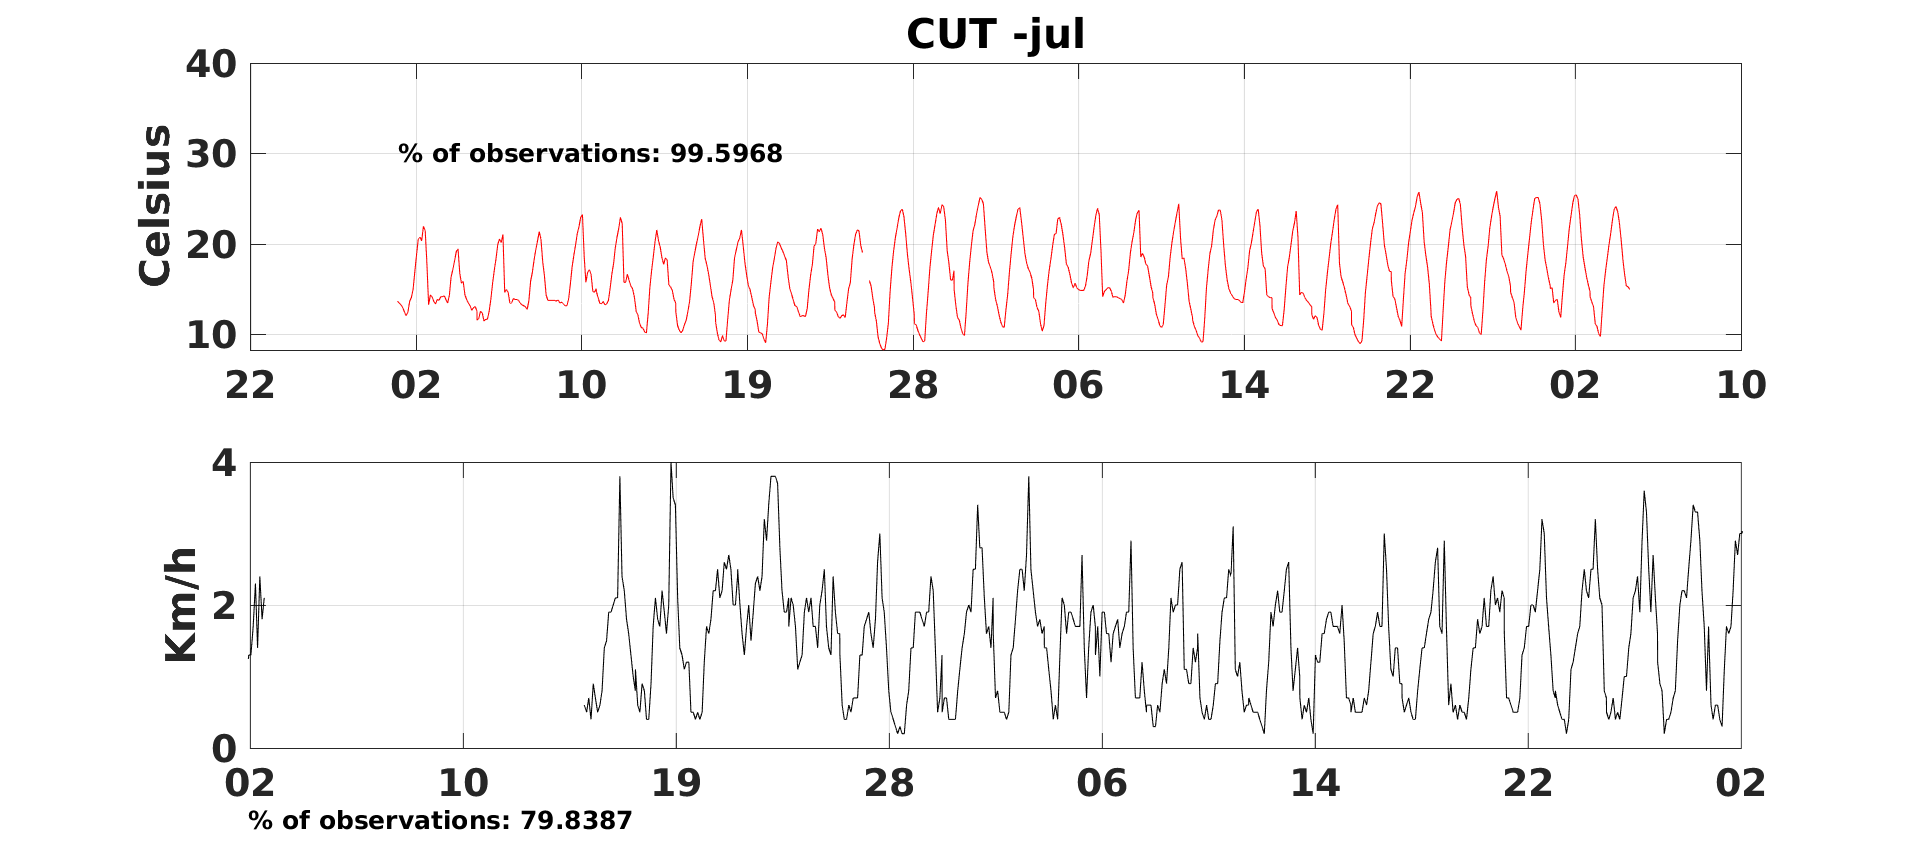 CUT -jul
40
30
20
10
Celsius
% of observations: 99.5968
22 02 10 19 28 06 14 22 02 10
4
2
0
Km/h
02 10 19 28 06 14 22 02
% of observations: 79.8387